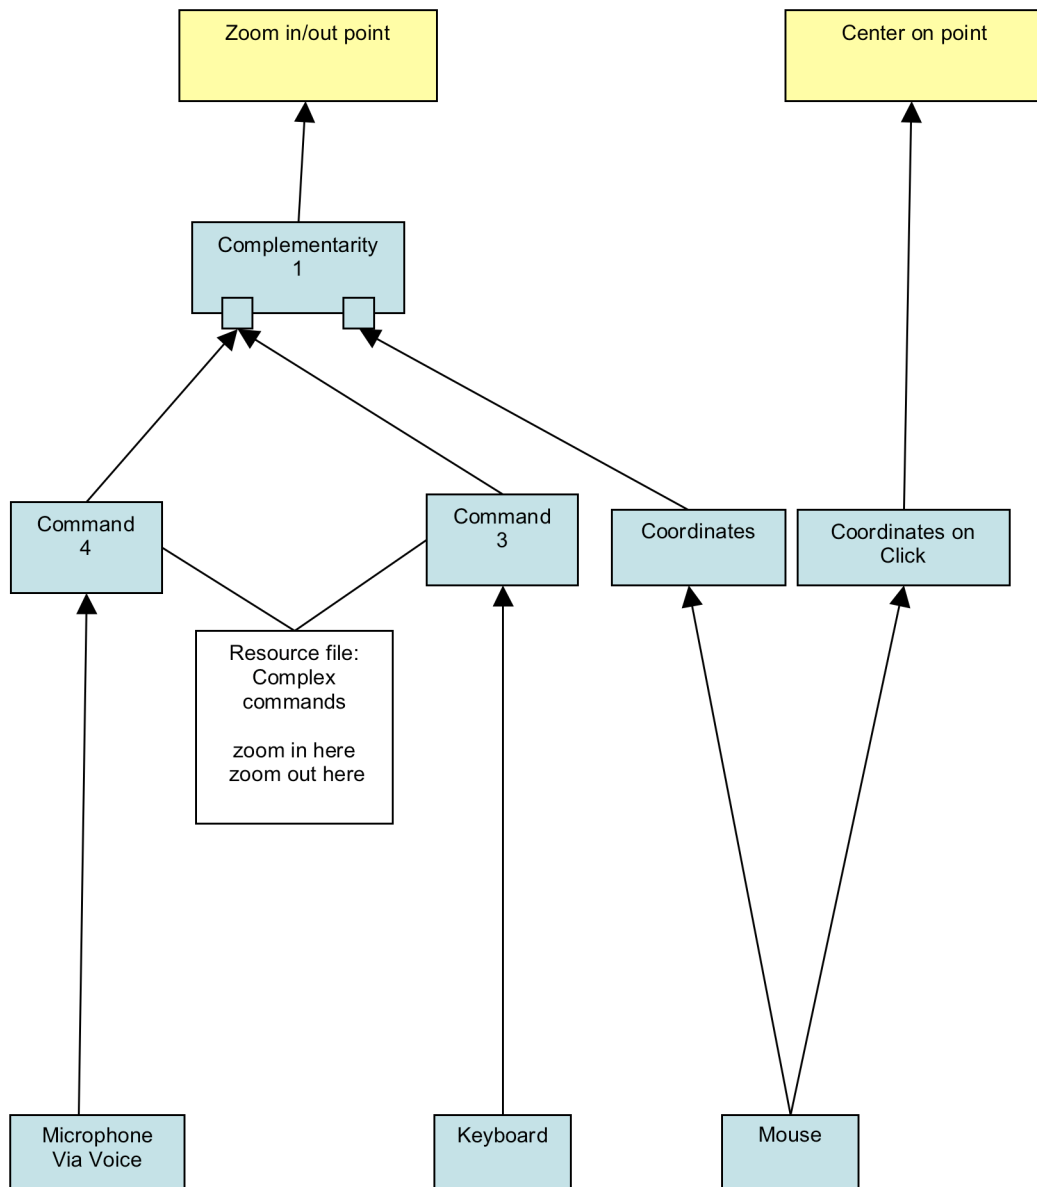 Zoom in/out point
Center on point
Complementarity
1
Command
4
Command
3
Coordinates
Coordinates on
Click
Resource file:
Complex
commands
zoom in here
zoom out here
Microphone
Via Voice
Keyboard
Mouse